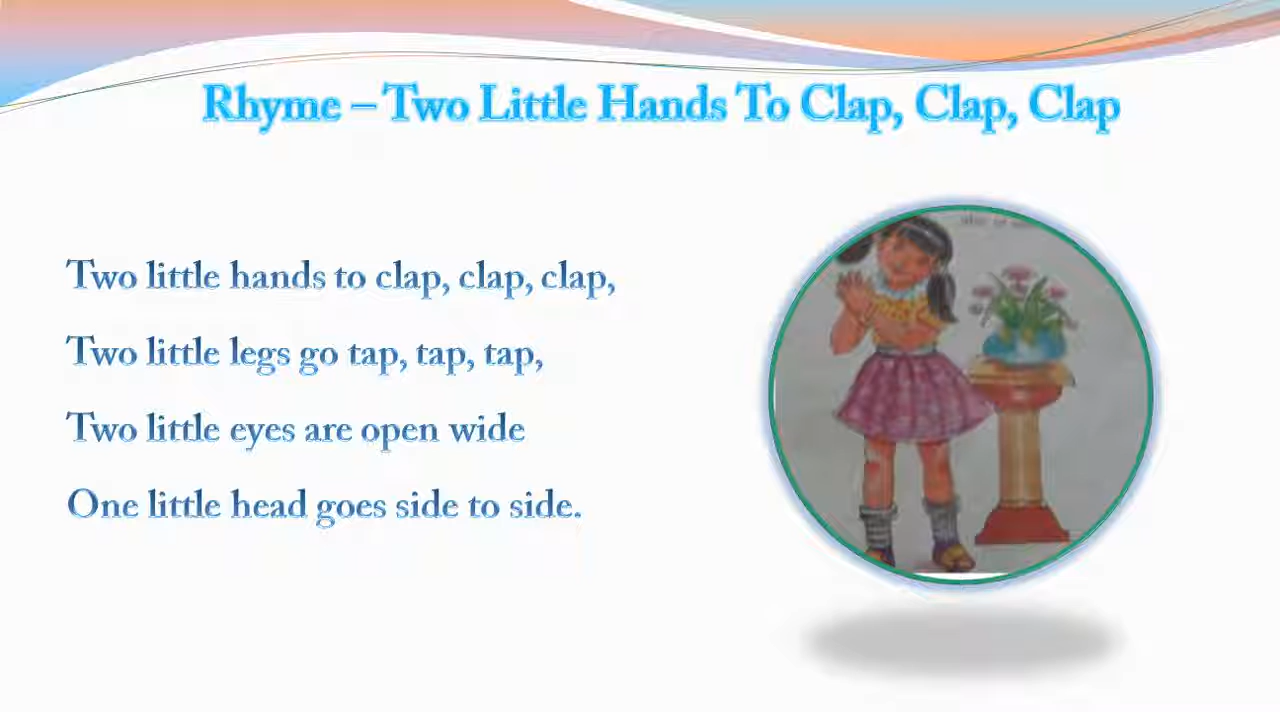 Rhyme – Two Little Hands To Clap, Clap, Clap
Two little hands to clap, clap, clap,
Two little legs go tap, tap, tap,
Two little eyes are open wide
One little head goes side to side.